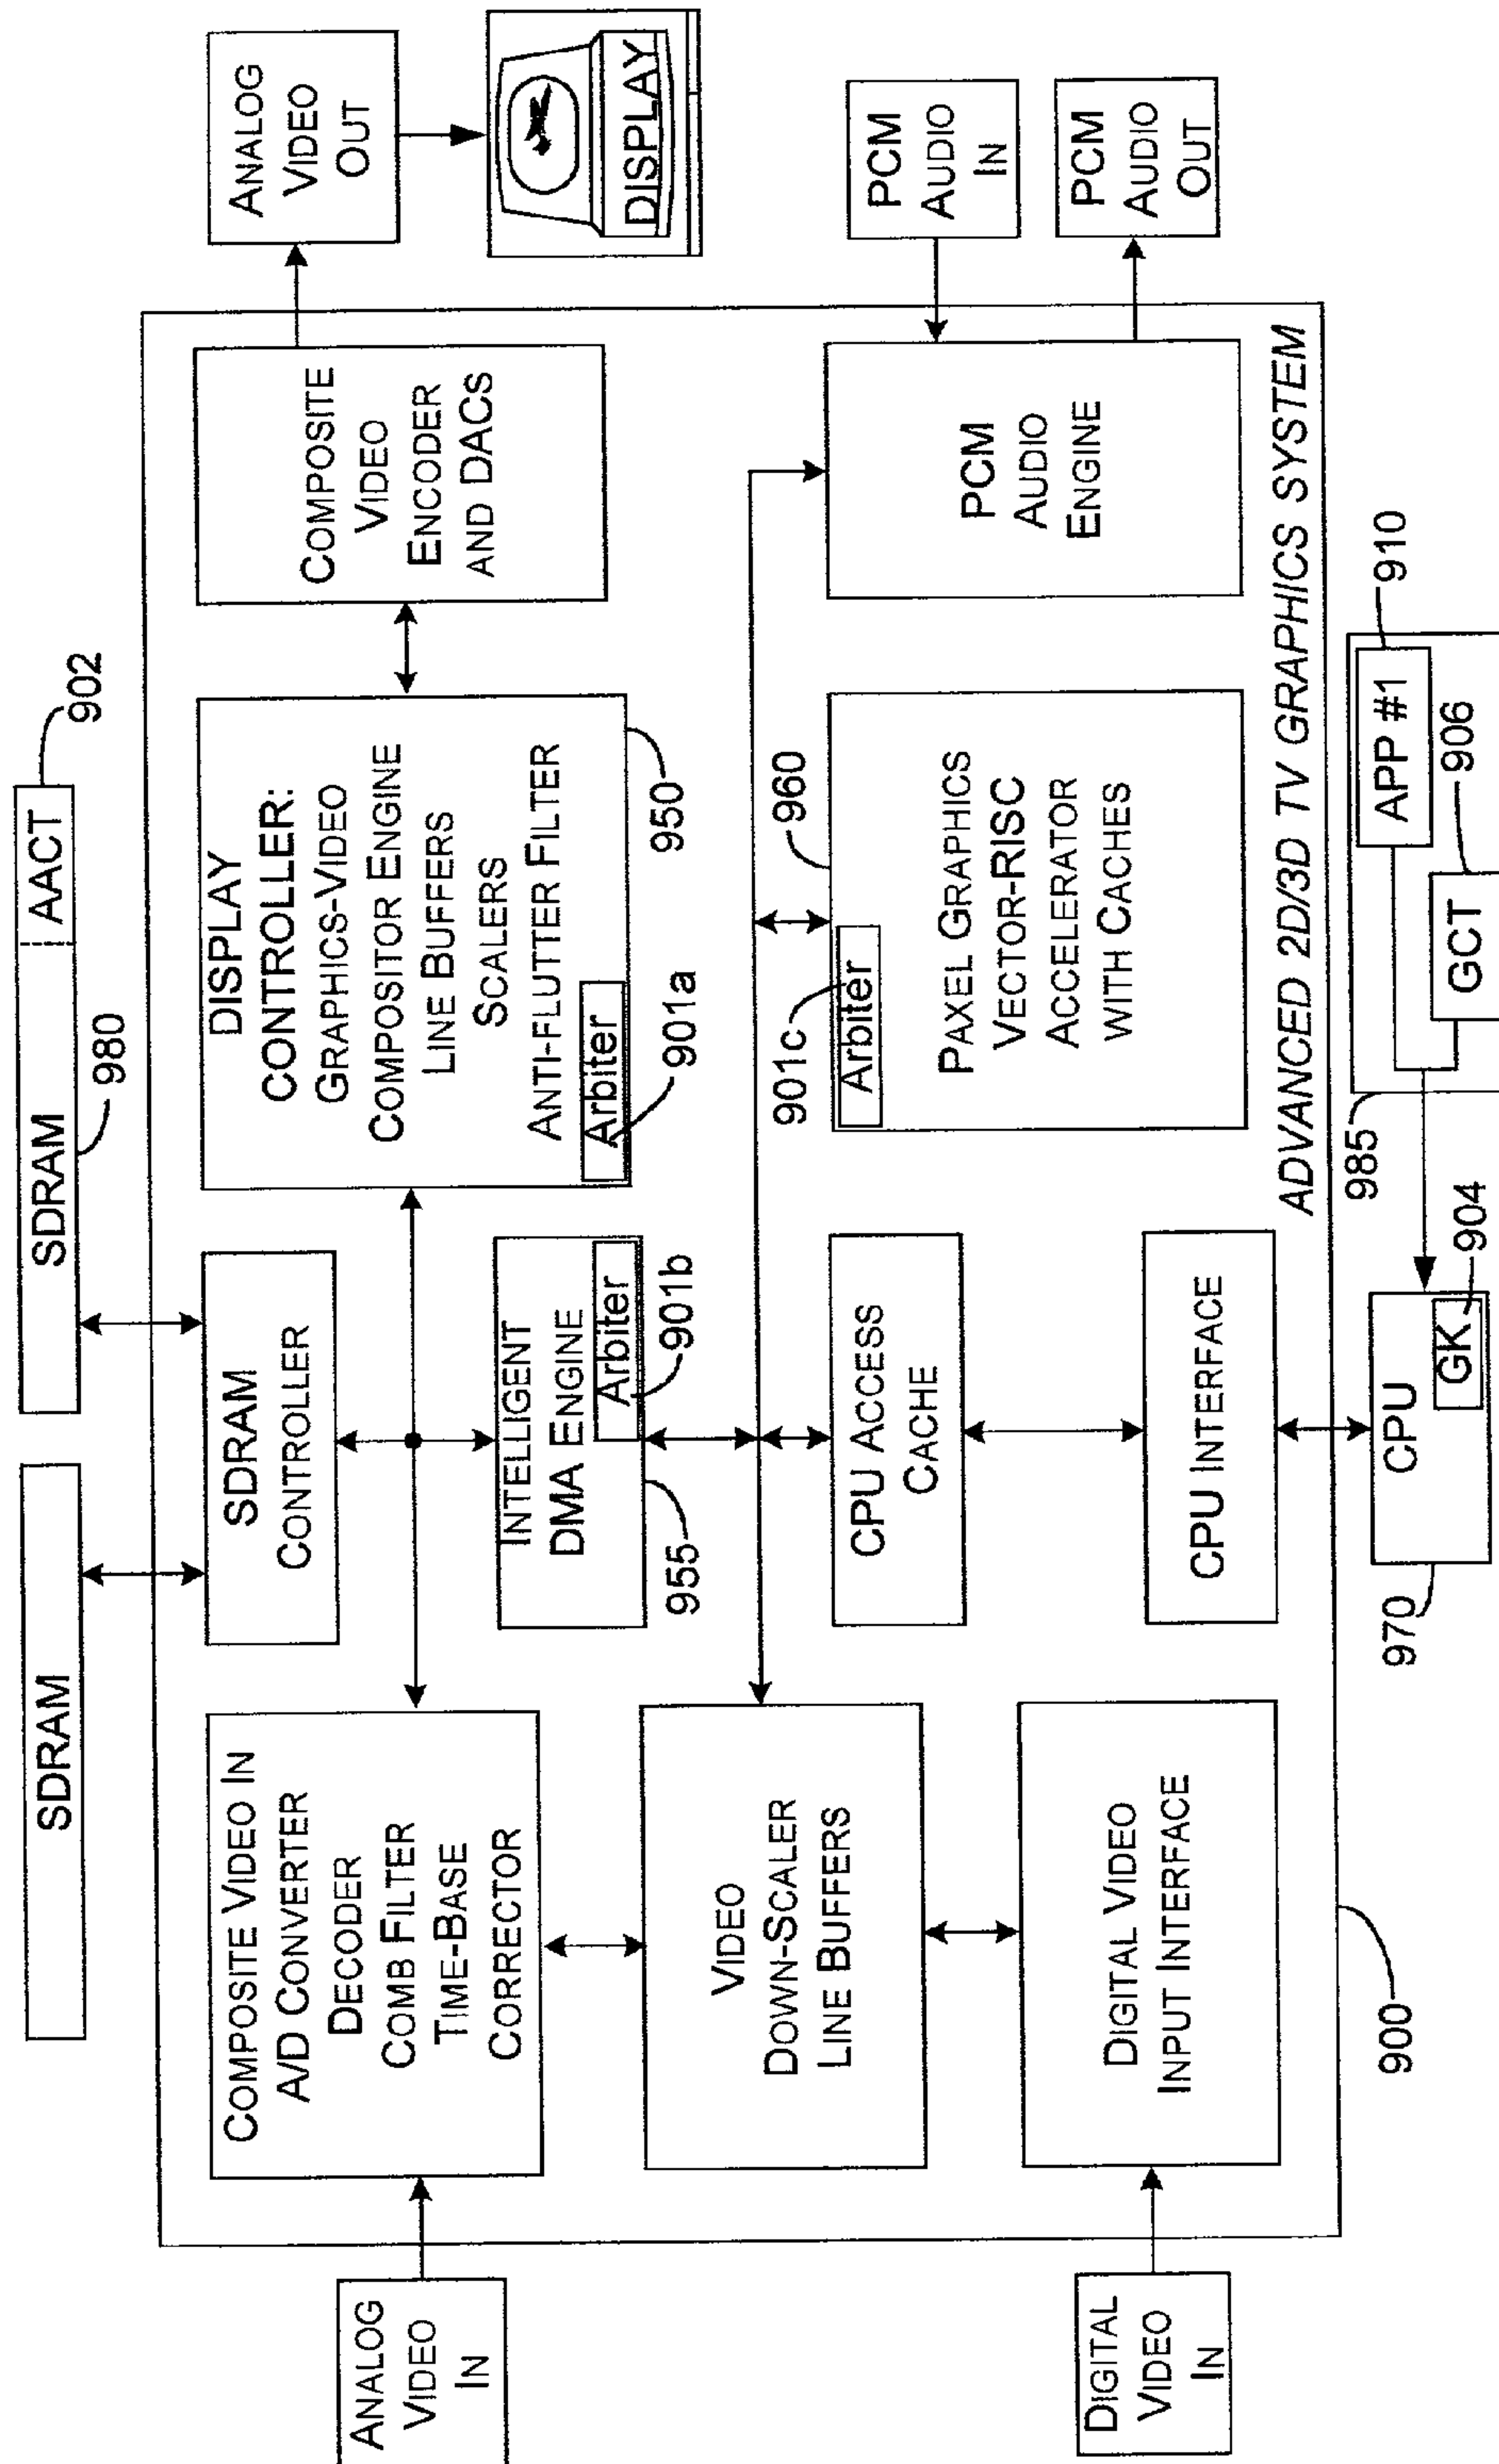 SDRAM
SDRAM
AACT
902
980
ANALOG
VIDEO
IN
COMPOSITE VIDEO IN
A/D CONVERTER
DECODER
COMB FILTER
TIME-BASE
CORRECTOR
SDRAM
CONTROLLER
DISPLAY
CONTROLLER:
GRAPHICS-VIDEO
COMPOSITOR ENGINE
LINE BUFFERS
SCALERS
ANTI-FLUTTER FILTER
Arbiter
901a
950
COMPOSITE
VIDEO
ENCODER
AND DACS
ANALOG
VIDEO
OUT
DISPLAY
INTELLIGENT
DMA ENGINE
Arbiter
901b
955
VIDEO
DOWN-SCALER
LINE BUFFERS
CPU ACCESS
CACHE
960
901c
Arbiter
PAXEL GRAPHICS
VECTOR-RISC
ACCELERATOR
WITH CACHES
PCM
AUDIO
ENGINE
PCM
AUDIO
IN
PCM
AUDIO
OUT
DIGITAL
VIDEO
IN
DIGITAL VIDEO
INPUT INTERFACE
CPU INTERFACE
ADVANCED 2D/3D TV GRAPHICS SYSTEM
900
970
CPU
GK
904
985
APP #1
910
GCT
906